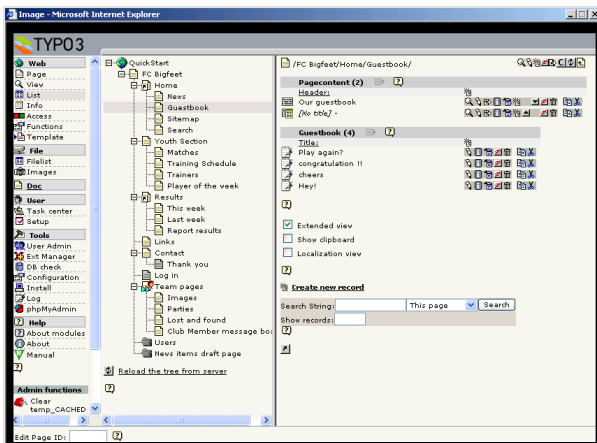 Image - Microsoft Internet Explorer
TYPO3
Web
Page
View
List
Info
Access
Functions
Template
File
Filelist
Images
Doc
User
Task center
Setup
Tools
User Admin
Ext Manager
DB check
Configuration
Install
Log
phpMyAdmin
Help
About modules
About
Manual
Admin functions
Clear
temp_CACHED
Edit Page ID:
QuickStart
FC Bigfeet
Home
News
Guestbook
Sitemap
Search
Youth Section
Matches
Training Schedule
Trainers
Player of the week
Results
This week
Last week
Report results
Links
Contact
Thank you
Log in
Team pages
Images
Parties
Lost and found
Club Member message boa
Users
News items draft page
Reload the tree from server
/FC Bigfeet/Home/Guestbook/
Pagecontent (2)
Header:
Our guestbook
[No title] -
Guestbook (4)
Title:
Play again?
congratulation !!
cheers
Hey!
Extended view
Show clipboard
Localization view
Create new record
Search String: This page Search
Show records: